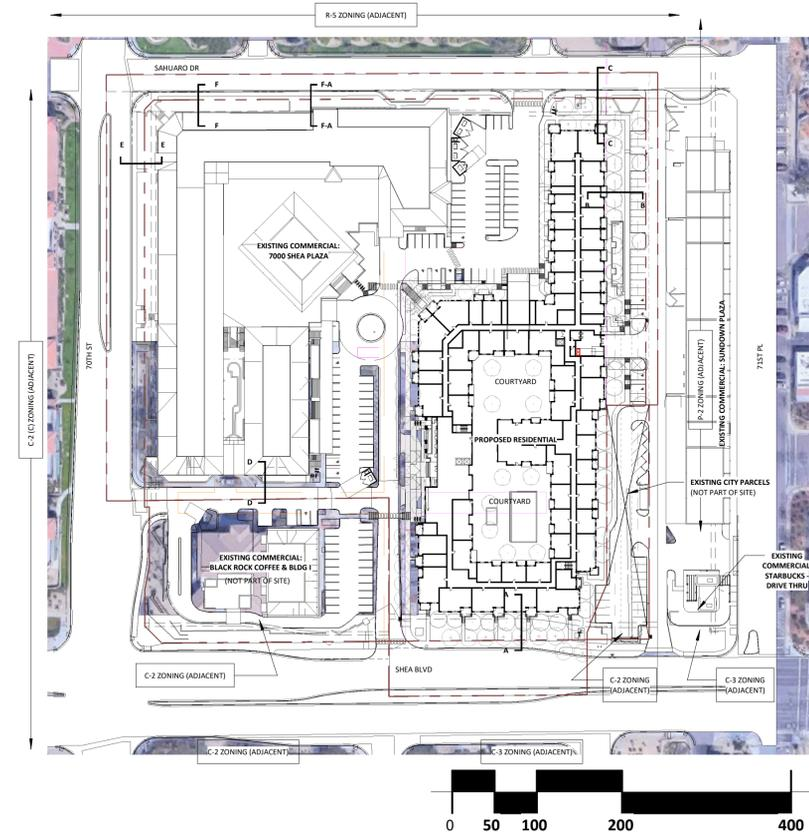 R-5 ZONING (ADJACENT)
SAHUARO DR
C
F
F-A
F
F-A
E
E
C
B
B
EXISTING COMMERCIAL:
7000 SHEA PLAZA
C-2 (C) ZONING (ADJACENT)
70TH ST
P-2 ZONING (ADJACENT)
EXISTING COMMERCIAL: SUNDOWN PLAZA
71ST PL
COURTYARD
PROPOSED RESIDENTIAL
D
D
COURTYARD
EXISTING CITY PARCELS
(NOT PART OF SITE)
EXISTING COMMERCIAL:
BLACK ROCK COFFEE & BLDG I
(NOT PART OF SITE)
EXISTING
COMMERCIAL
STARBUCKS -
DRIVE THRU
A
A
SHEA BLVD
C-2 ZONING (ADJACENT)
C-2 ZONING
(ADJACENT)
C-3 ZONING
(ADJACENT)
C-2 ZONING (ADJACENT)
C-3 ZONING (ADJACENT)
0 50 100 200 400